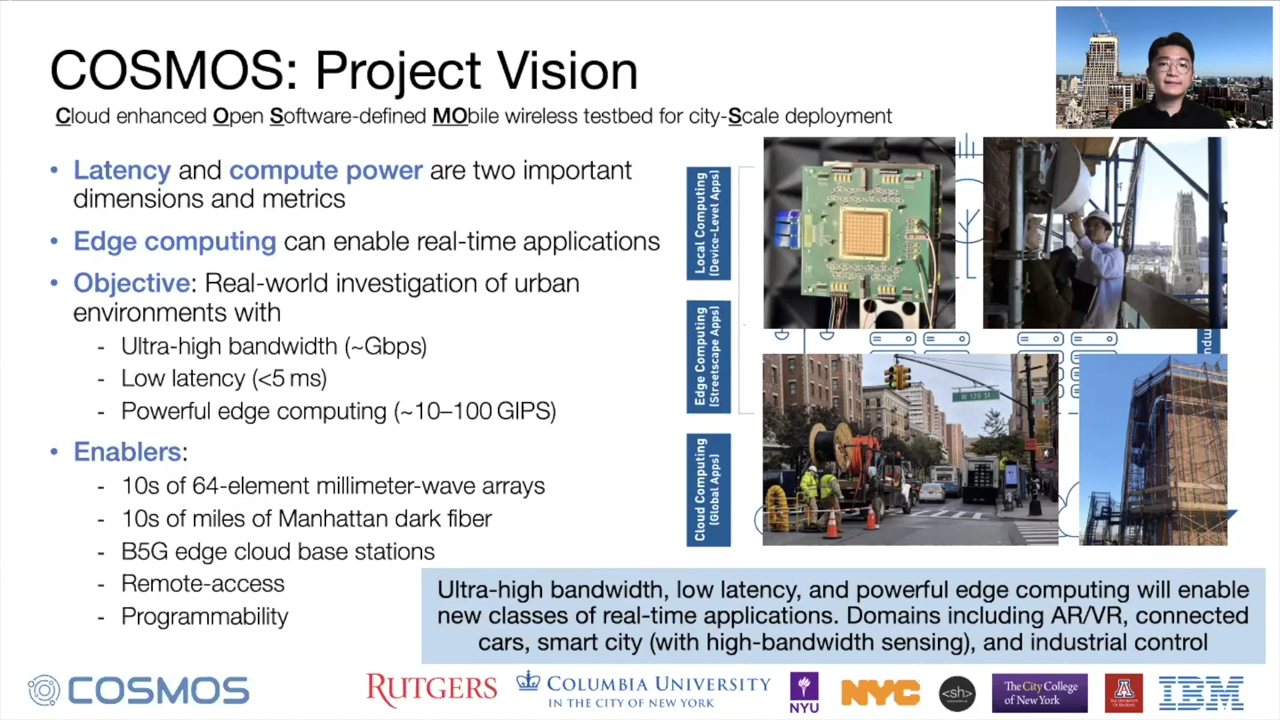 COSMOS: Project Vision
Cloud enhanced Open Software-defined MObile wireless testbed for city-Scale deployment
• Latency and compute power are two important
dimensions and metrics
• Edge computing can enable real-time applications
• Objective: Real-world investigation of urban
environments with
- Ultra-high bandwidth (~Gbps)
- Low latency (<5 ms)
- Powerful edge computing (~10–100 GIPS)
• Enablers:
- 10s of 64-element millimeter-wave arrays
- 10s of miles of Manhattan dark fiber
- B5G edge cloud base stations
- Remote-access
- Programmability
Local Computing
(Device-Level Apps)
Edge Computing
(Streetscape Apps)
Cloud Computing
(Global Apps)
W 120 St
Ultra-high bandwidth, low latency, and powerful edge computing will enable
new classes of real-time applications. Domains including AR/VR, connected
cars, smart city (with high-bandwidth sensing), and industrial control
COSMOS
RUTGERS
COLUMBIA UNIVERSITY
IN THE CITY OF NEW YORK
NYU
NYC
<sh>
The City College
of New York
A
IBM